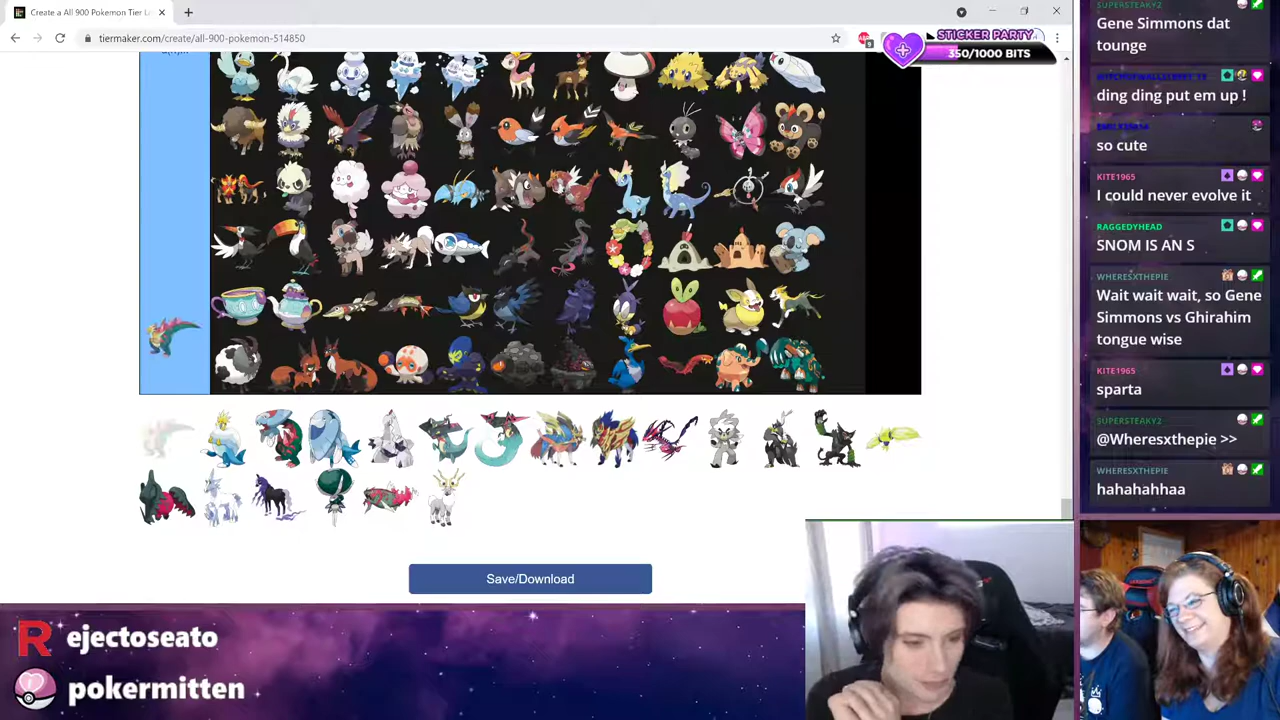 Create a All 900 Pokemon Tier Li
tiermaker.com/create/all-900-pokemon-514850
STICKER PARTY
350/1000 BITS
SUPERSTEAKY2
Gene Simmons dat
tounge
ding ding put em up !
so cute
KITE1965
I could never evolve it
RAGGEDYHEAD
SNOM IS AN S
WHERESXTHEPIE
Wait wait wait, so Gene
Simmons vs Ghirahim
tongue wise
KITE1965
sparta
SUPERSTEAKY2
@Wheresxthepie >>
WHERESXTHEPIE
hahahahhaa
Save/Download
R ejectoseato
pokermitten